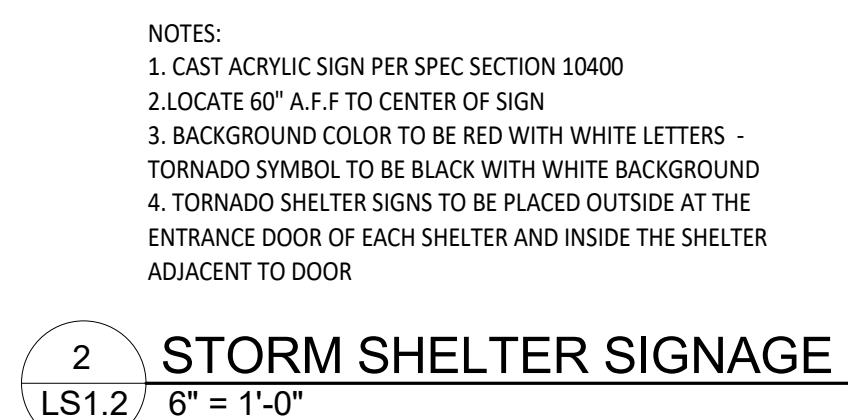 NOTES:
1. CAST ACRYLIC SIGN PER SPEC SECTION 10400
2.LOCATE 60" A.F.F TO CENTER OF SIGN
3. BACKGROUND COLOR TO BE RED WITH WHITE LETTERS -
TORNADO SYMBOL TO BE BLACK WITH WHITE BACKGROUND
4. TORNADO SHELTER SIGNS TO BE PLACED OUTSIDE AT THE
ENTRANCE DOOR OF EACH SHELTER AND INSIDE THE SHELTER
ADJACENT TO DOOR
2 STORM SHELTER SIGNAGE
LS1.2 6" = 1'-0"